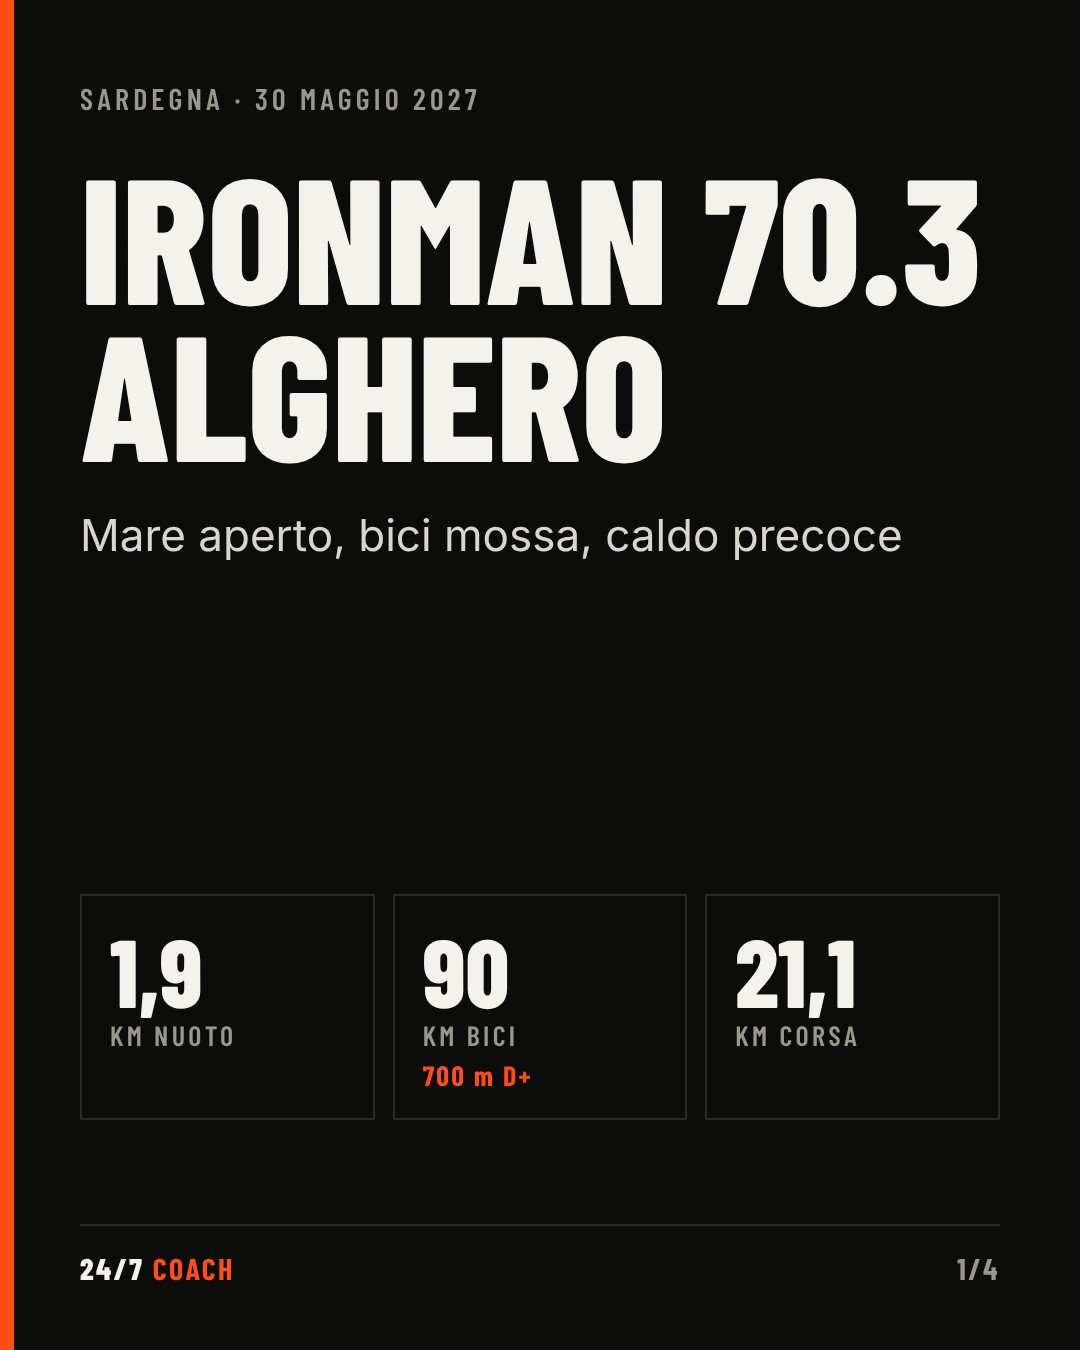 SARDEGNA · 30 MAGGIO 2027
IRONMAN 70.3
ALGHERO
Mare aperto, bici mossa, caldo precoce
1,9
KM NUOTO
90
KM BICI
700 m D+
21,1
KM CORSA
24/7 COACH
1/4